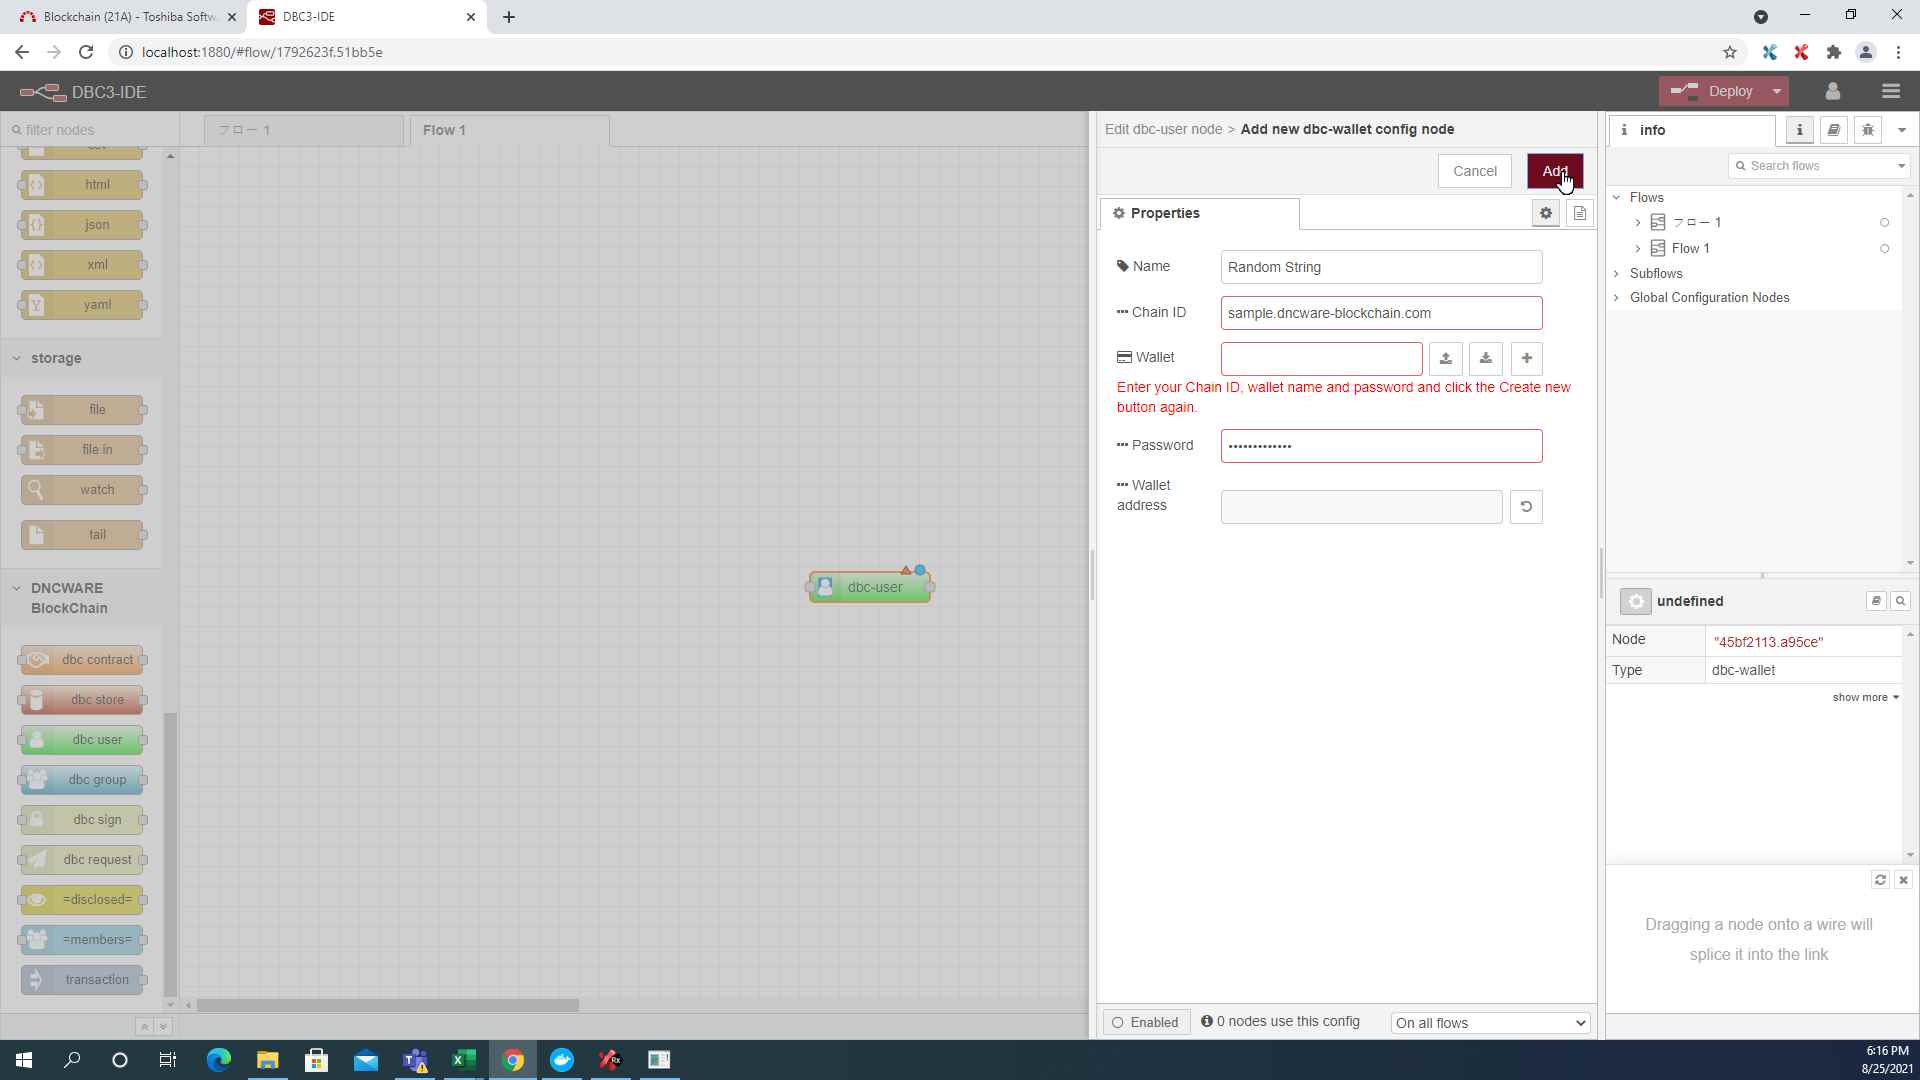 Blockchain (21A) - Toshiba Softw
DBC3-IDE
localhost:1880/#flow/1792623f.51bb5e
DBC3-IDE
Deploy
filter nodes
フロー 1
Flow 1
html
json
xml
yaml
storage
file
file in
watch
tail
DNCWARE
BlockChain
dbc contract
dbc store
dbc user
dbc group
dbc sign
dbc request
=disclosed=
=members=
transaction
dbc-user
Edit dbc-user node > Add new dbc-wallet config node
Cancel
Add
Properties
Name
Random String
Chain ID
sample.dncware-blockchain.com
Wallet
Enter your Chain ID, wallet name and password and click the Create new
button again.
Password
•••••••••••••
Wallet
address
Enabled
0 nodes use this config
On all flows
info
Search flows
Flows
フロー 1
Flow 1
Subflows
Global Configuration Nodes
undefined
Node
"45bf2113.a95ce"
Type
dbc-wallet
show more
Dragging a node onto a wire will
splice it into the link
6:16 PM
8/25/2021